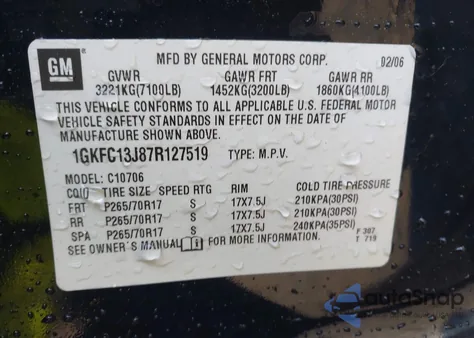 GM
MFD BY GENERAL MOTORS CORP. 02/06
GVWR GAWR FRT GAWR RR
3221KG(7100LB) 1452KG(3200LB) 1860KG(4100LB)
THIS VEHICLE CONFORMS TO ALL APPLICABLE U.S. FEDERAL MOTOR
VEHICLE SAFETY STANDARDS IN EFFECT ON THE DATE OF
MANUFACTURE SHOWN ABOVE.
1GKFC13J87R127519 TYPE: M.P.V.
MODEL: C10706
TIRE SIZE SPEED RTG RIM COLD TIRE PRESSURE
FRT P265/70R17 S 17X7.5J 210KPA(30PSI)
RR P265/70R17 S 17X7.5J 210KPA(30PSI)
SPA P265/70R17 S 17X7.5J 240KPA(35PSI)
SEE OWNER'S MANUAL FOR MORE INFORMATION. F 387
T 719
autoSnap